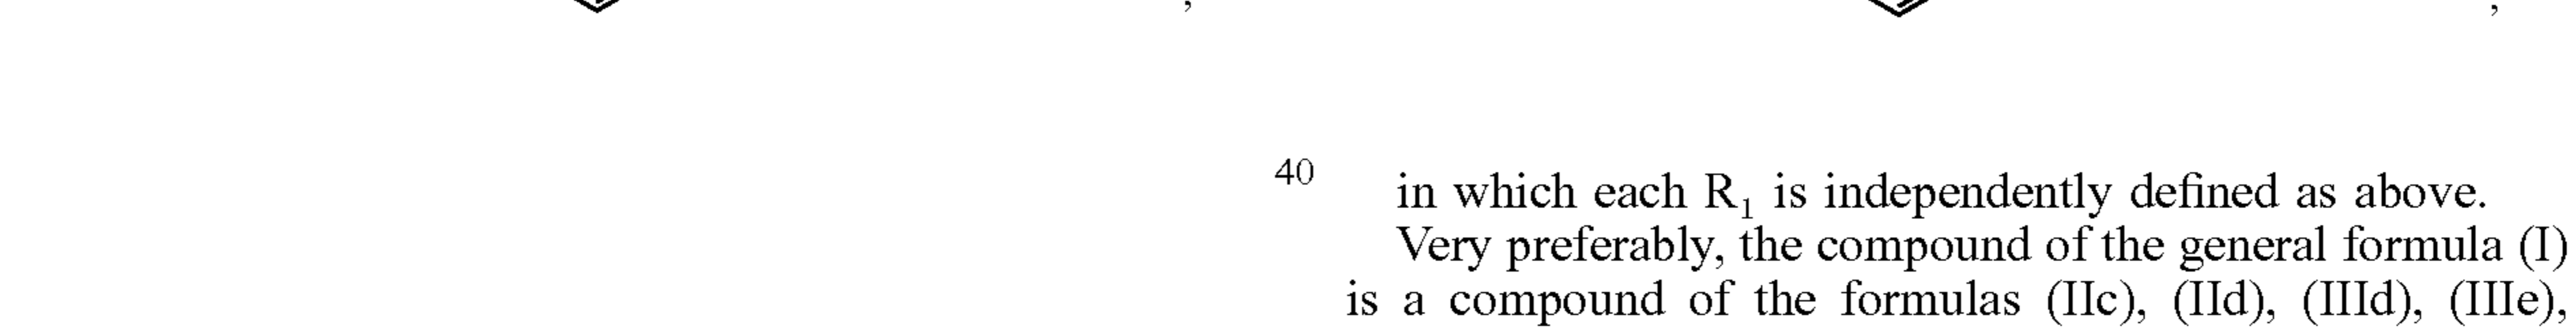 , ,
40 in which each R₁ is independently defined as above.
Very preferably, the compound of the general formula (I)
is a compound of the formulas (IIc), (IId), (IIId), (IIIe),